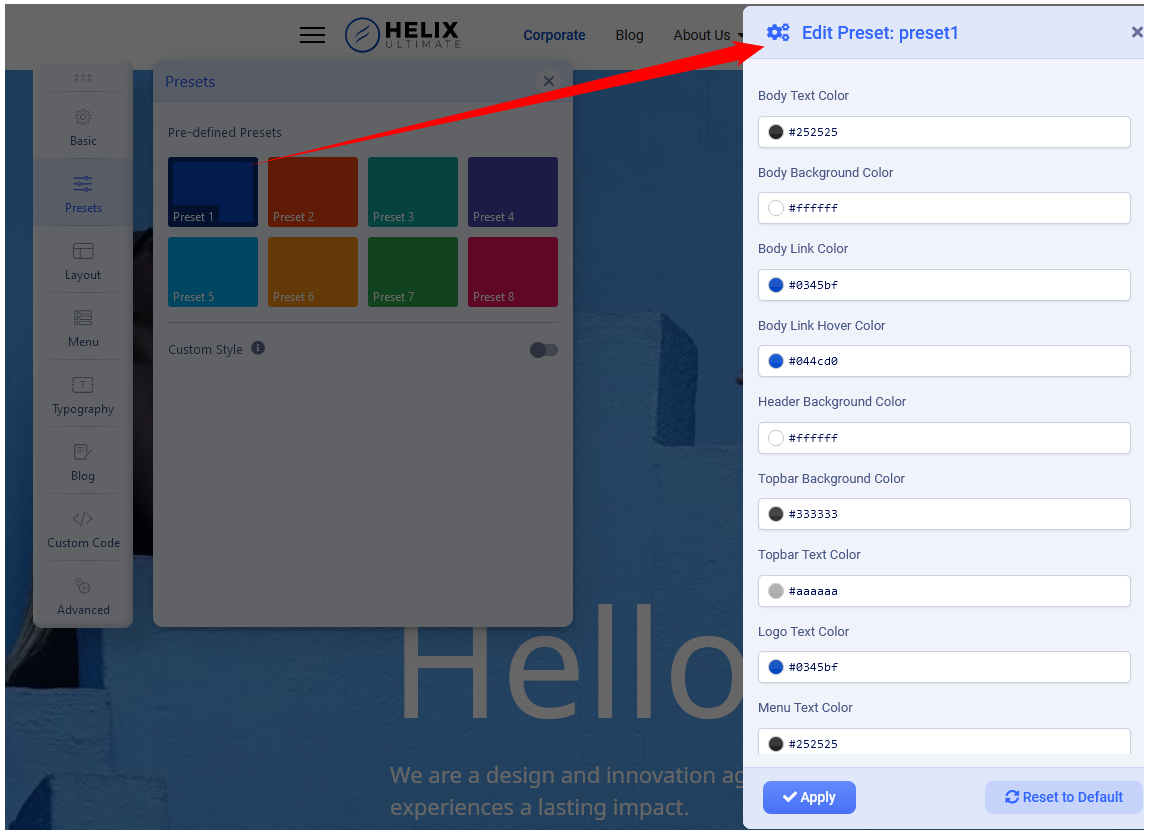 HELIX
ULTIMATE
Corporate
Blog
About Us
Edit Preset: preset1
Basic
Presets
Layout
Menu
Typography
Blog
Custom Code
Advanced
Presets
Pre-defined Presets
Preset 1
Preset 2
Preset 3
Preset 4
Preset 5
Preset 6
Preset 7
Preset 8
Custom Style
Hello
We are a design and innovation
experiences a lasting impact.
Body Text Color
#252525
Body Background Color
#ffffff
Body Link Color
#0345bf
Body Link Hover Color
#044cd0
Header Background Color
#ffffff
Topbar Background Color
#333333
Topbar Text Color
#aaaaaa
Logo Text Color
#0345bf
Menu Text Color
#252525
Apply
Reset to Default